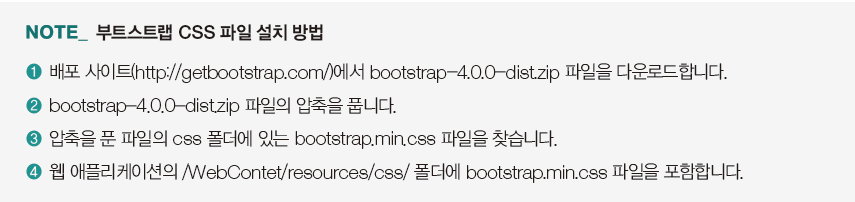 NOTE_ 부트스트랩 CSS 파일 설치 방법
❶ 배포 사이트(http://getbootstrap.com/)에서 bootstrap-4.0.0-dist.zip 파일을 다운로드합니다.
❷ bootstrap-4.0.0-dist.zip 파일의 압축을 풉니다.
❸ 압축을 푼 파일의 css 폴더에 있는 bootstrap.min.css 파일을 찾습니다.
❹ 웹 애플리케이션의 /WebContet/resources/css/ 폴더에 bootstrap.min.css 파일을 포함합니다.